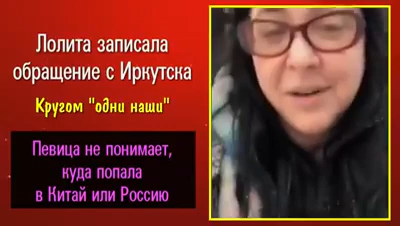 Лолита записала
обращение с Иркутска
Кругом "одни наши"
Певица не понимает,
куда попала
в Китай или Россию